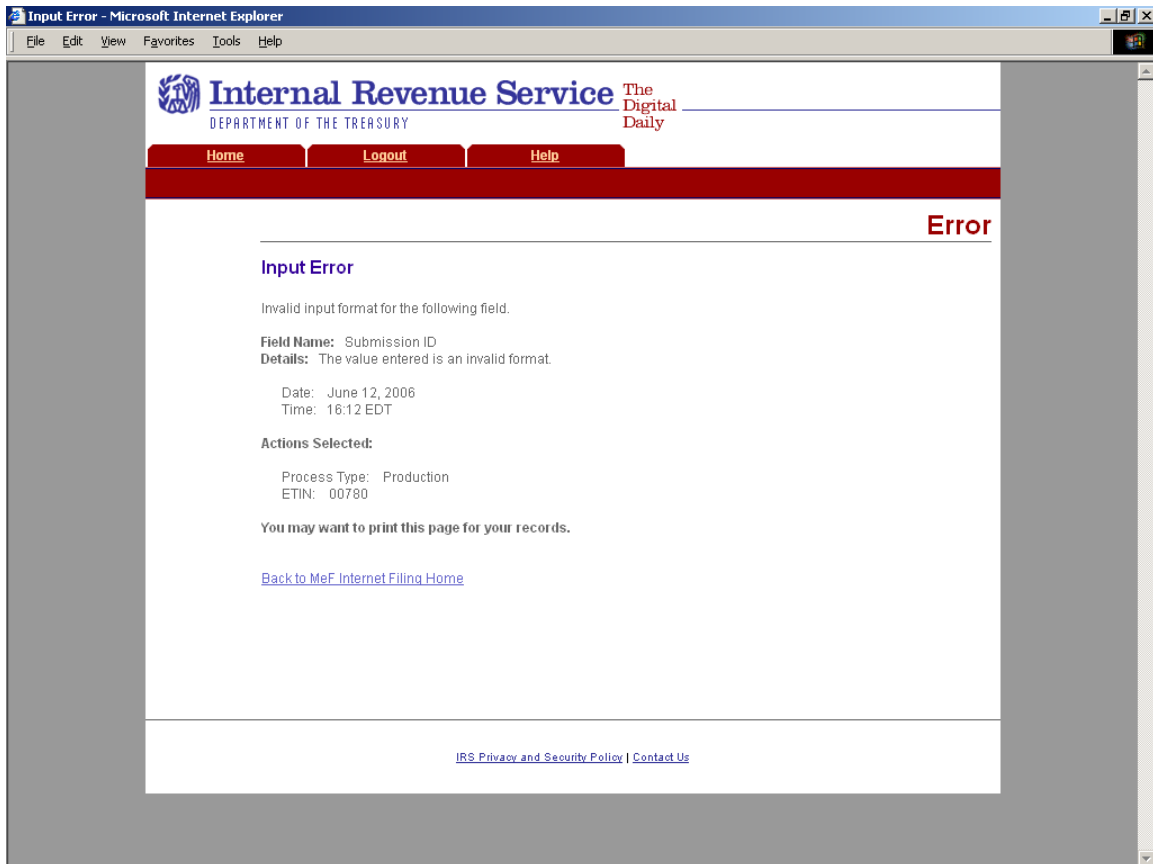 Input Error - Microsoft Internet Explorer
File Edit View Favorites Tools Help
Internal Revenue Service The Digital Daily
DEPARTMENT OF THE TREASURY
Home Logout Help
Error
Input Error
Invalid input format for the following field.
Field Name: Submission ID
Details: The value entered is an invalid format.
Date: June 12, 2006
Time: 16:12 EDT
Actions Selected:
Process Type: Production
ETIN: 00780
You may want to print this page for your records.
Back to MeF Internet Filing Home
IRS Privacy and Security Policy | Contact Us